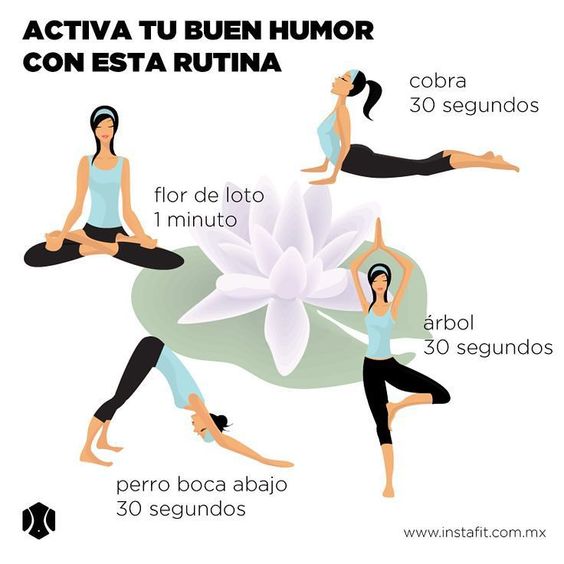 ACTIVA TU BUEN HUMOR
CON ESTA RUTINA
cobra
30 segundos
flor de loto
1 minuto
árbol
30 segundos
perro boca abajo
30 segundos
www.instafit.com.mx